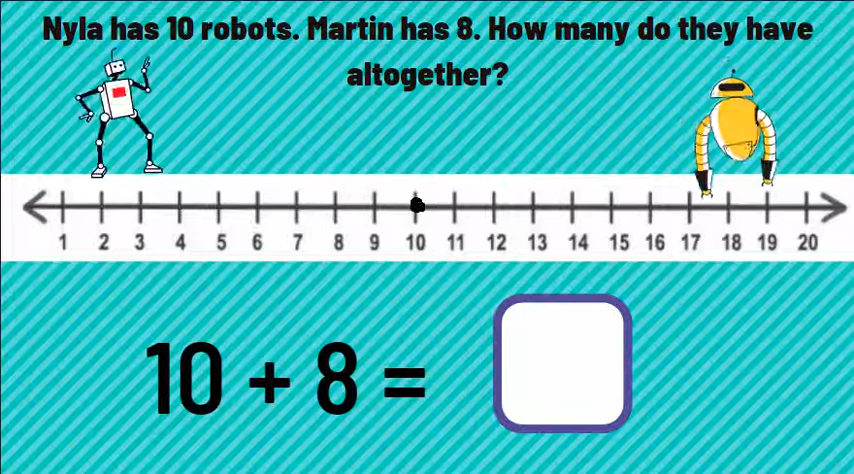 Nyla has 10 robots. Martin has 8. How many do they have
altogether?
1 2 3 4 5 6 7 8 9 10 11 12 13 14 15 16 17 18 19 20
10 + 8 =